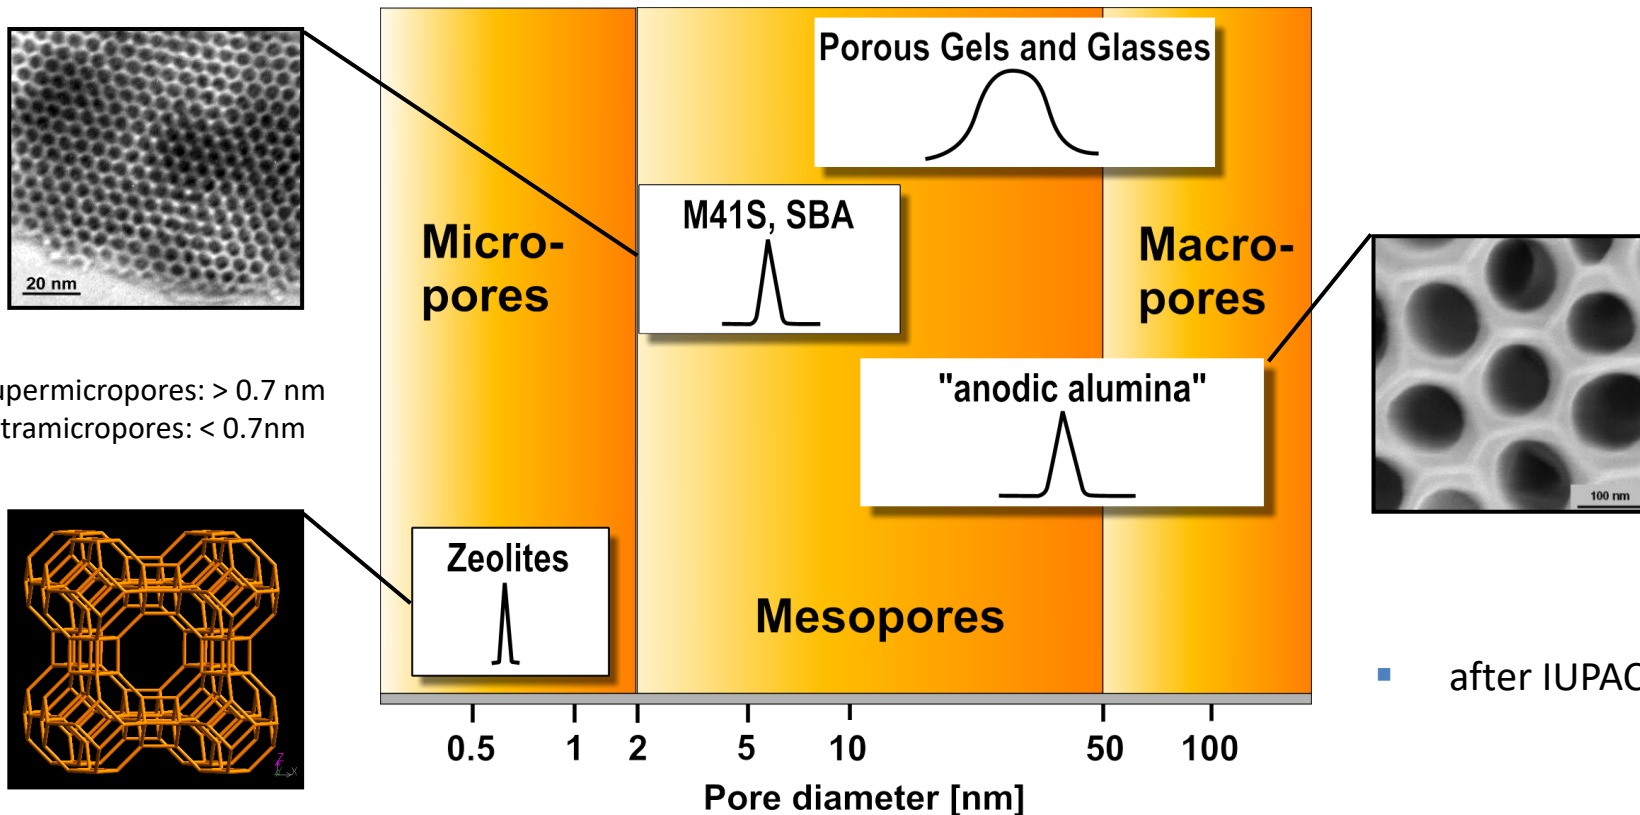 Porous Gels and Glasses
M41S, SBA
Micro-
pores
Macro-
pores
20 nm
upermicropores: > 0.7 nm
tramicropores: < 0.7nm
"anodic alumina"
100 nm
Zeolites
Mesopores
Z
X
after IUPAC
0.5 1 2 5 10 50 100
Pore diameter [nm]